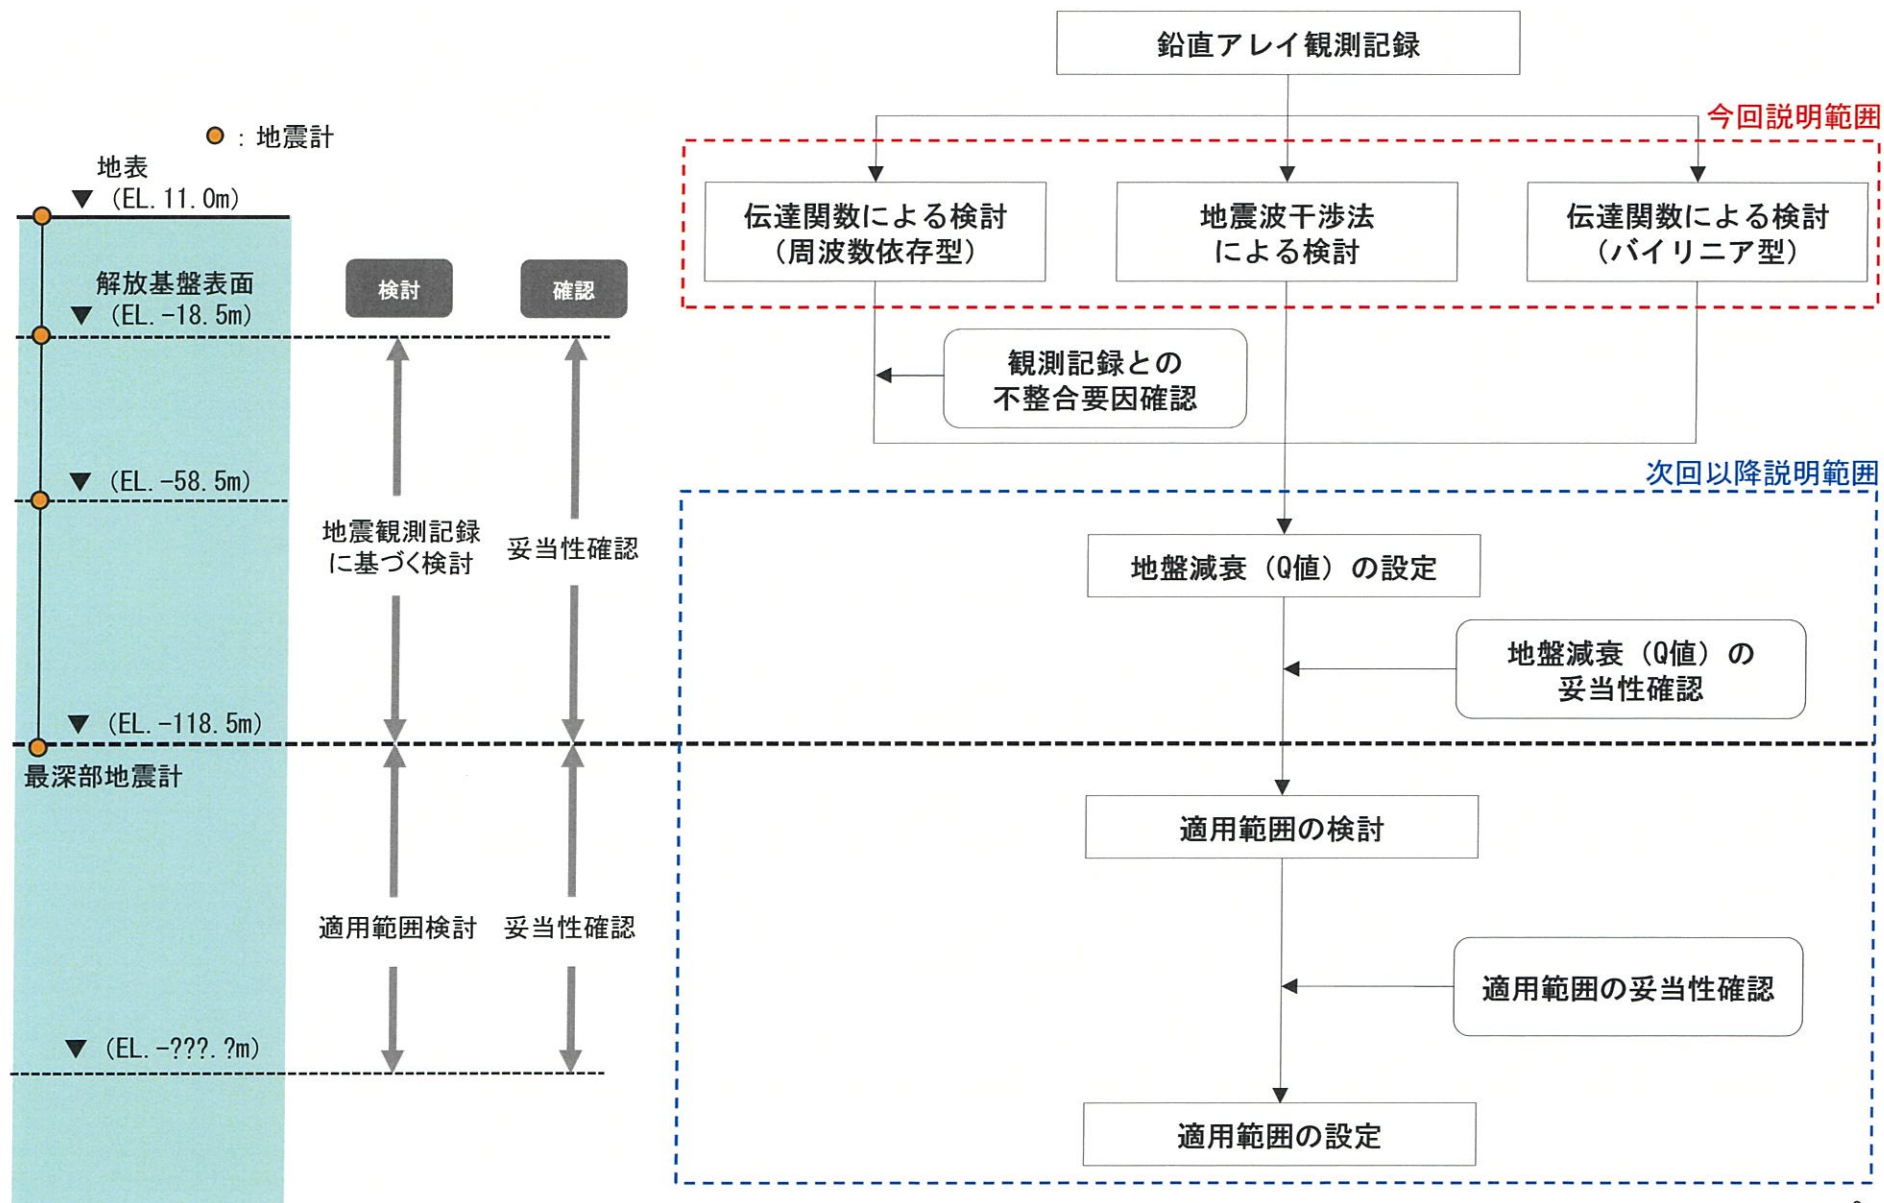 ：地震計
地表
▼ (EL. 11.0m)
解放基盤表面
▼ (EL. -18.5m)
▼ (EL. -58.5m)
▼ (EL. -118.5m)
最深部地震計
▼ (EL. -???.?m)
検討
確認
地震観測記録
に基づく検討
妥当性確認
適用範囲検討
妥当性確認
鉛直アレイ観測記録
今回説明範囲
伝達関数による検討
（周波数依存型）
地震波干渉法
による検討
伝達関数による検討
（バイリニア型）
観測記録との
不整合要因確認
次回以降説明範囲
地盤減衰（Q値）の設定
地盤減衰（Q値）の
妥当性確認
適用範囲の検討
適用範囲の妥当性確認
適用範囲の設定